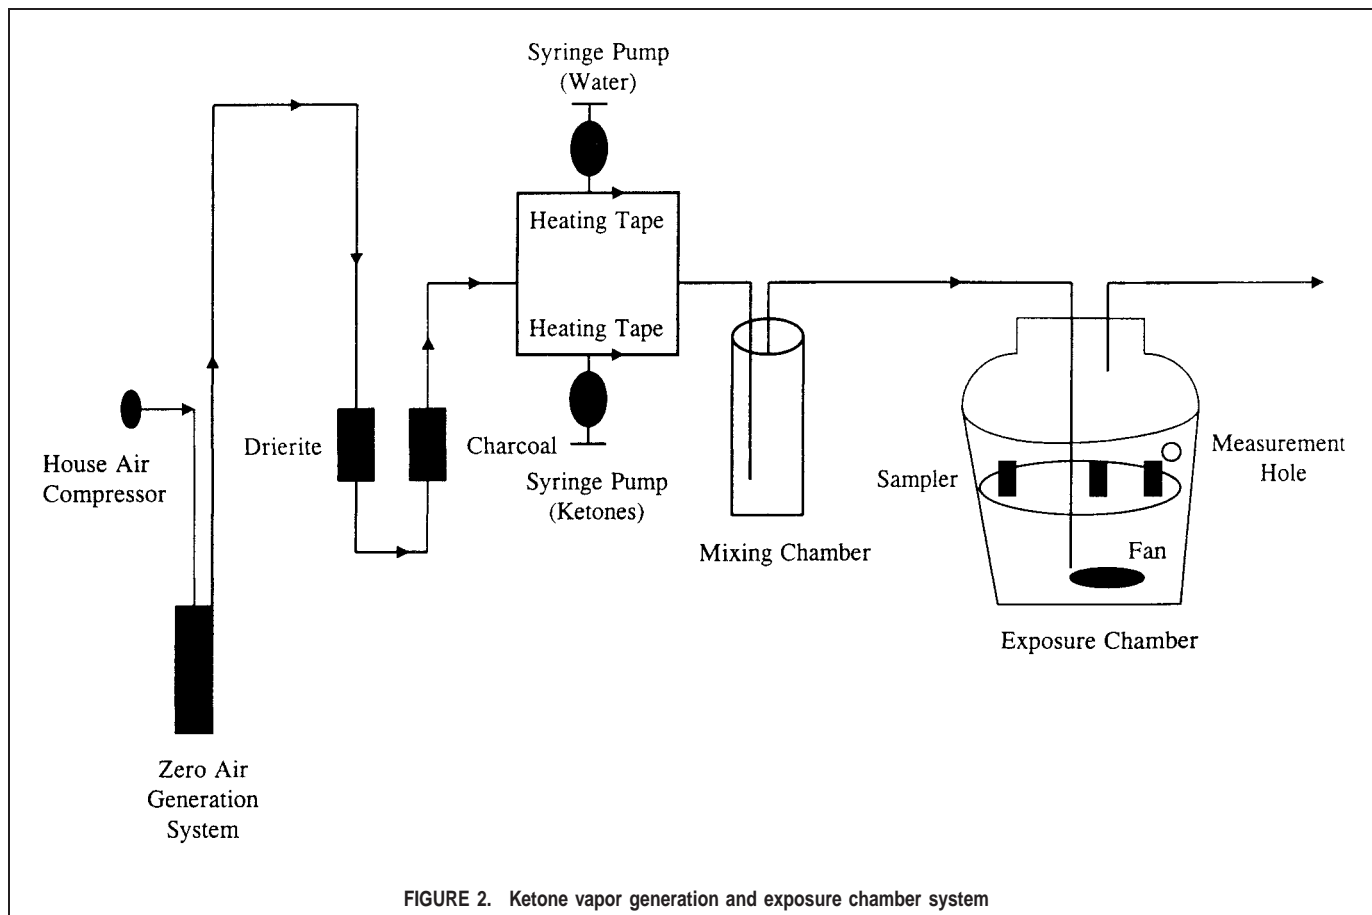 Syringe Pump
(Water)
Heating Tape
Heating Tape
Drierite
Charcoal
Syringe Pump
(Ketones)
House Air
Compressor
Zero Air
Generation
System
Mixing Chamber
Sampler
Measurement
Hole
Fan
Exposure Chamber
FIGURE 2. Ketone vapor generation and exposure chamber system